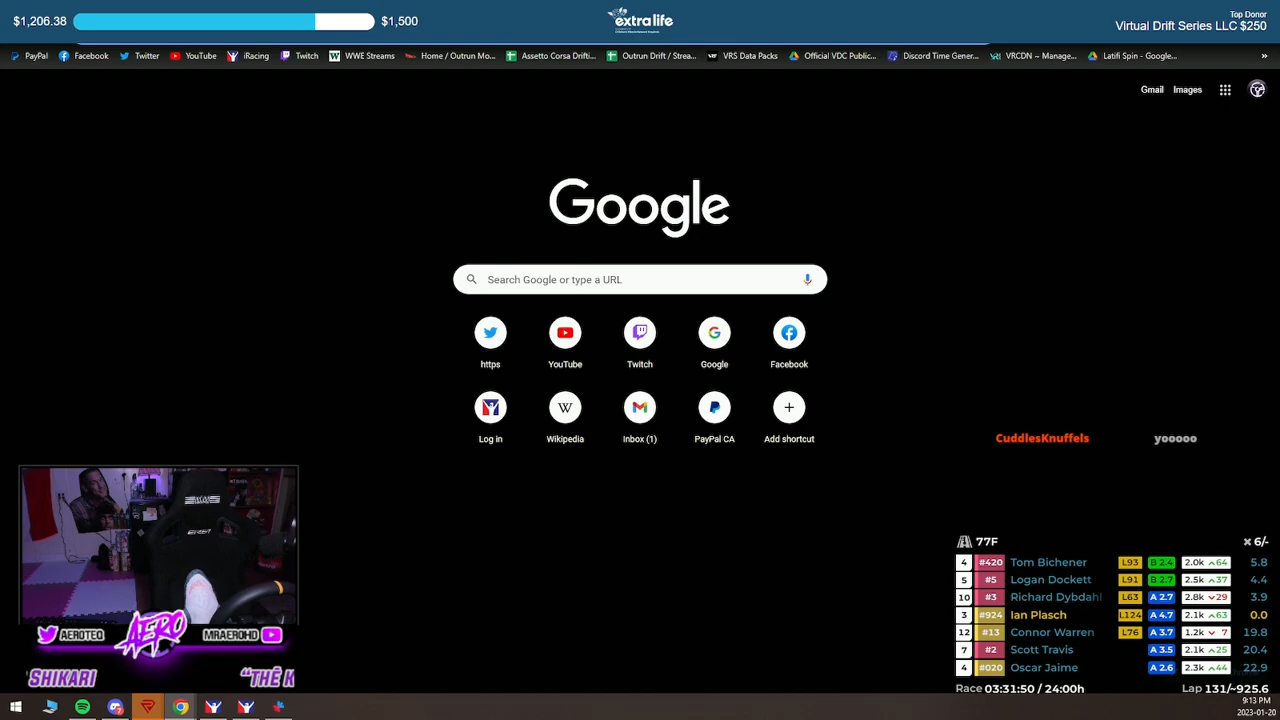 $1,206.38
$1,500
extra life
Top Donor
Virtual Drift Series LLC $250
PayPal Facebook Twitter YouTube iRacing Twitch WWE Streams Home / Outrun Mo... Assetto Corsa Drifti... Outrun Drift / Strea... VRS Data Packs Official VDC Public... Discord Time Gener... VRCDN ~ Manage... Latifi Spin - Google... »
Gmail Images
Google
Search Google or type a URL
https YouTube Twitch Google Facebook
Log in Wikipedia Inbox (1) PayPal CA Add shortcut
CuddlesKnuffels yooooo
77F 6/-
4 #420 Tom Bichener L93 B 2.4 2.0k 64 5.8
5 #5 Logan Dockett L91 B 2.7 2.5k 37 4.4
10 #3 Richard Dybdahl L63 A 2.7 2.8k 29 3.9
3 #924 Ian Plasch L124 A 4.7 2.1k 63 0.0
12 #13 Connor Warren L76 A 3.7 1.2k 7 19.8
7 #2 Scott Travis A 3.5 2.1k 25 20.4
4 #020 Oscar Jaime A 2.6 2.3k 44 22.9
Race 03:31:50 / 24:00h Lap 131/~925.6
AEROTEQ AERO MRAEROHD
SHIKARI "THE K
9:13 PM
2023-01-20